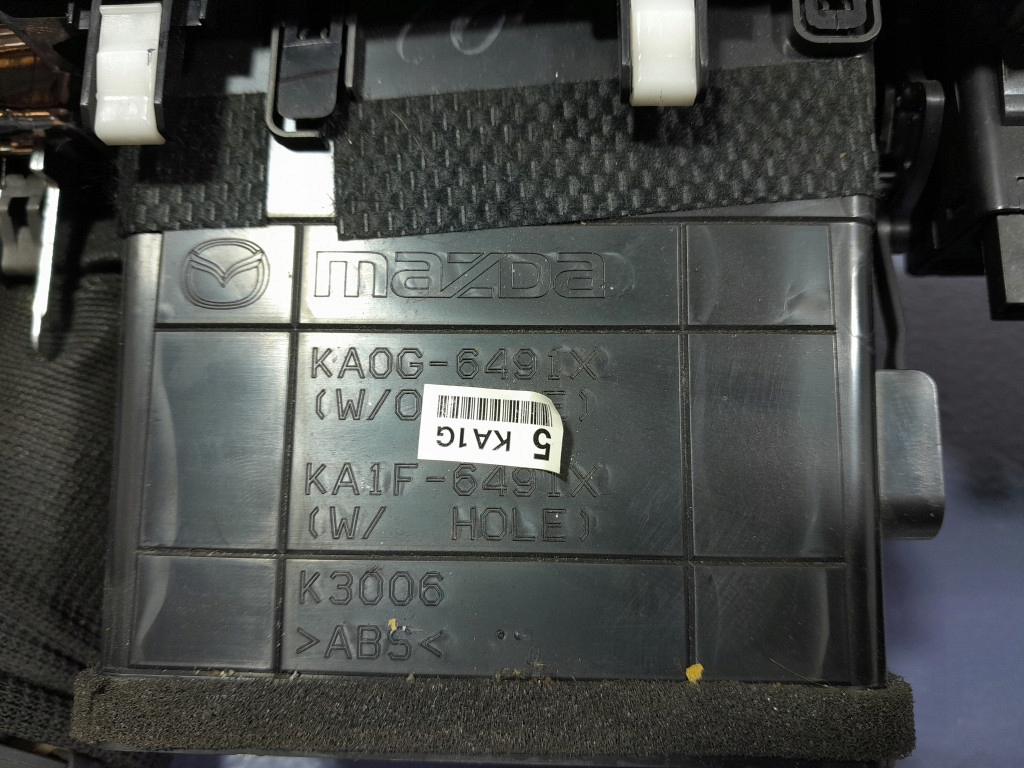 mazda
KA0G-6491X
(W/O E)
5 KA1G
KA1F-6491X
(W/ HOLE)
K3006
>ABS<